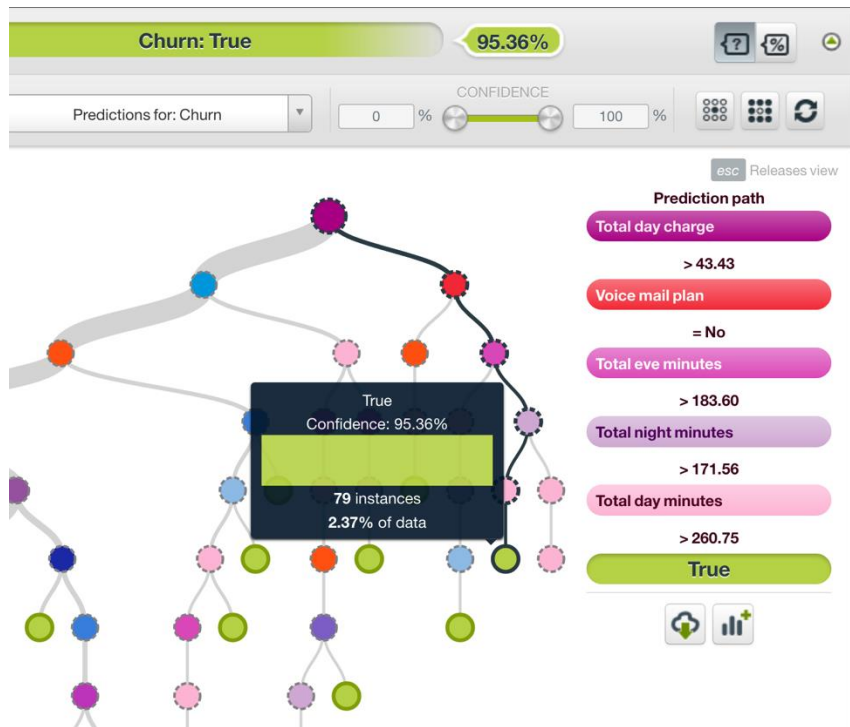 Churn: True
95.36%
?
%
Predictions for: Churn
CONFIDENCE
0 %
100 %
esc Releases view
Prediction path
Total day charge
> 43.43
Voice mail plan
= No
Total eve minutes
> 183.60
Total night minutes
> 171.56
Total day minutes
> 260.75
True
True
Confidence: 95.36%
79 instances
2.37% of data